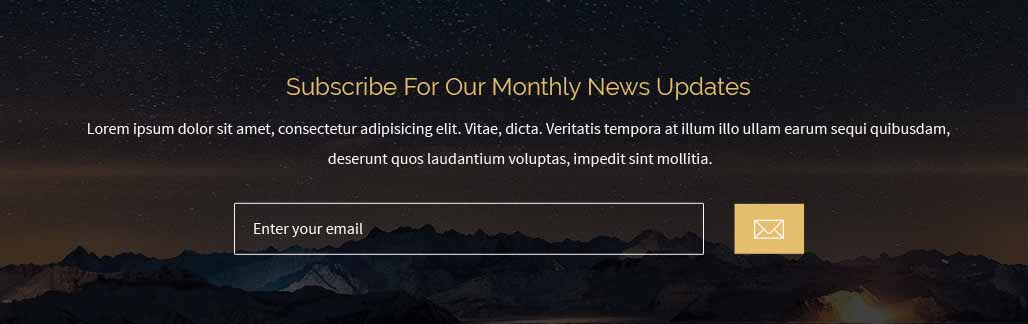 Subscribe For Our Monthly News Updates
Lorem ipsum dolor sit amet, consectetur adipisicing elit. Vitae, dicta. Veritatis tempora at illum illo ullam earum sequi quibusdam,
deserunt quos laudantium voluptas, impedit sint mollitia.
Enter your email